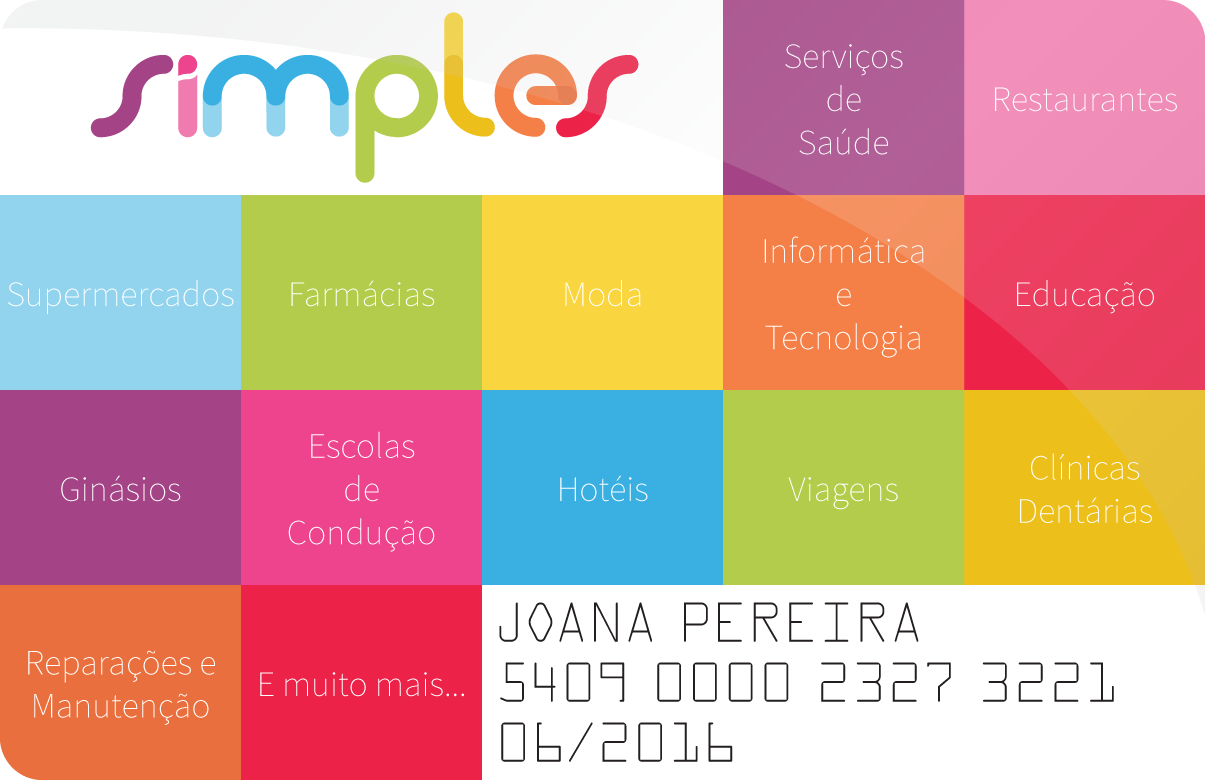 simples
Serviços
de
Saúde
Restaurantes
Supermercados
Farmácias
Moda
Informática
e
Tecnologia
Educação
Ginásios
Escolas
de
Condução
Hotéis
Viagens
Clínicas
Dentárias
Reparações e
Manutenção
E muito mais...
JOANA PEREIRA
5409 0000 2327 3221
06/2016